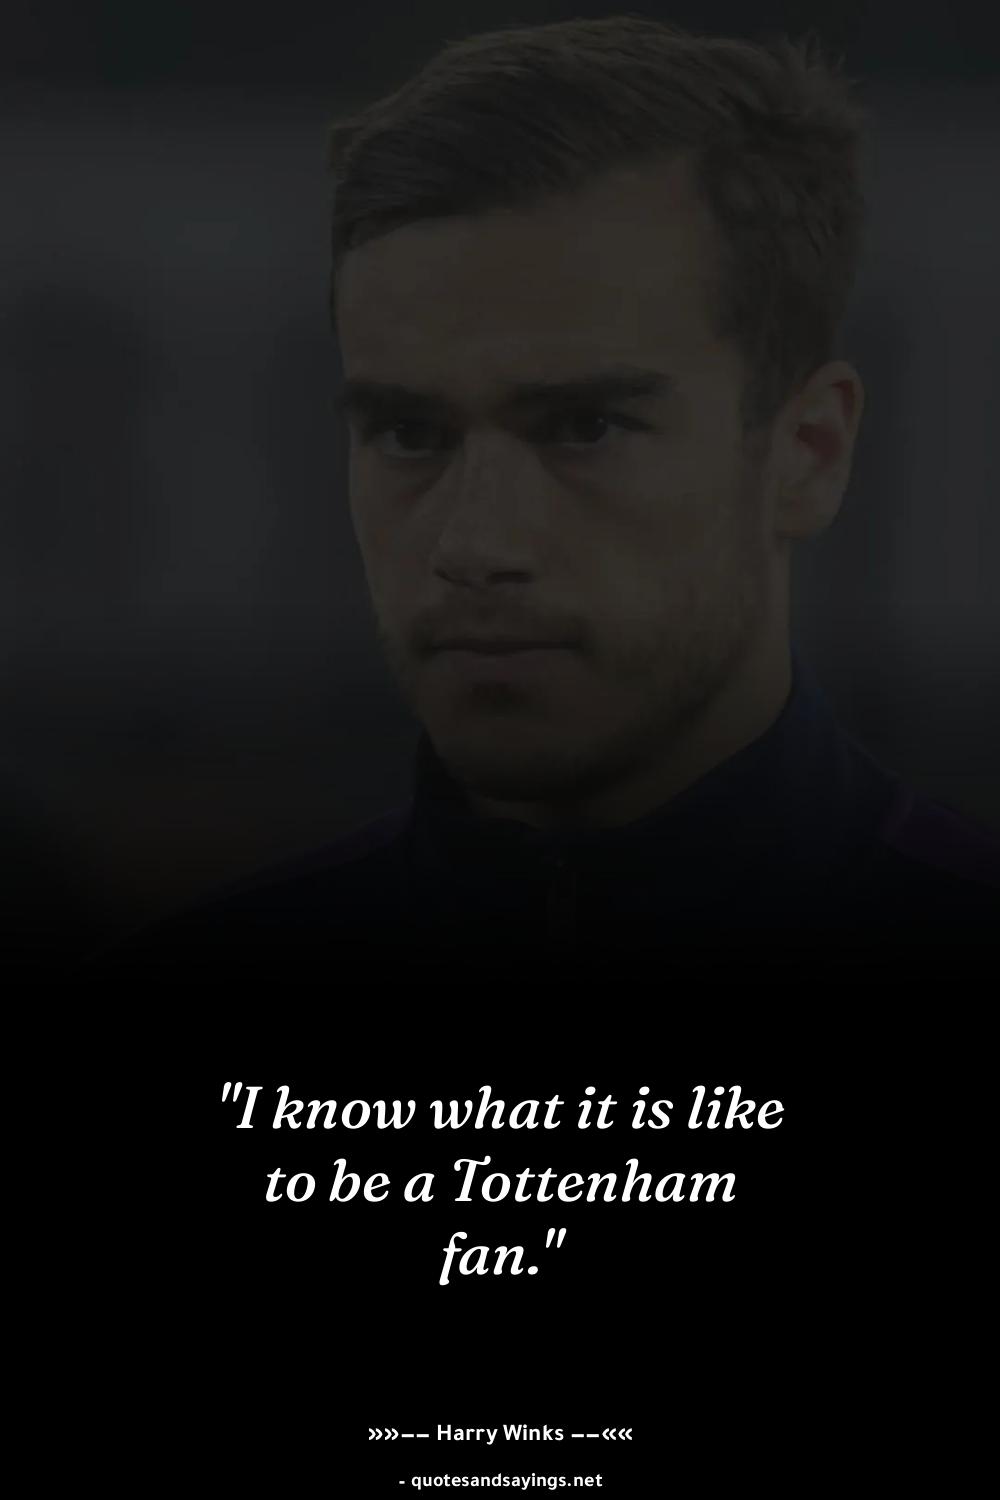 "I know what it is like
to be a Tottenham
fan."
»»−− Harry Winks −−««
- quotesandsayings.net